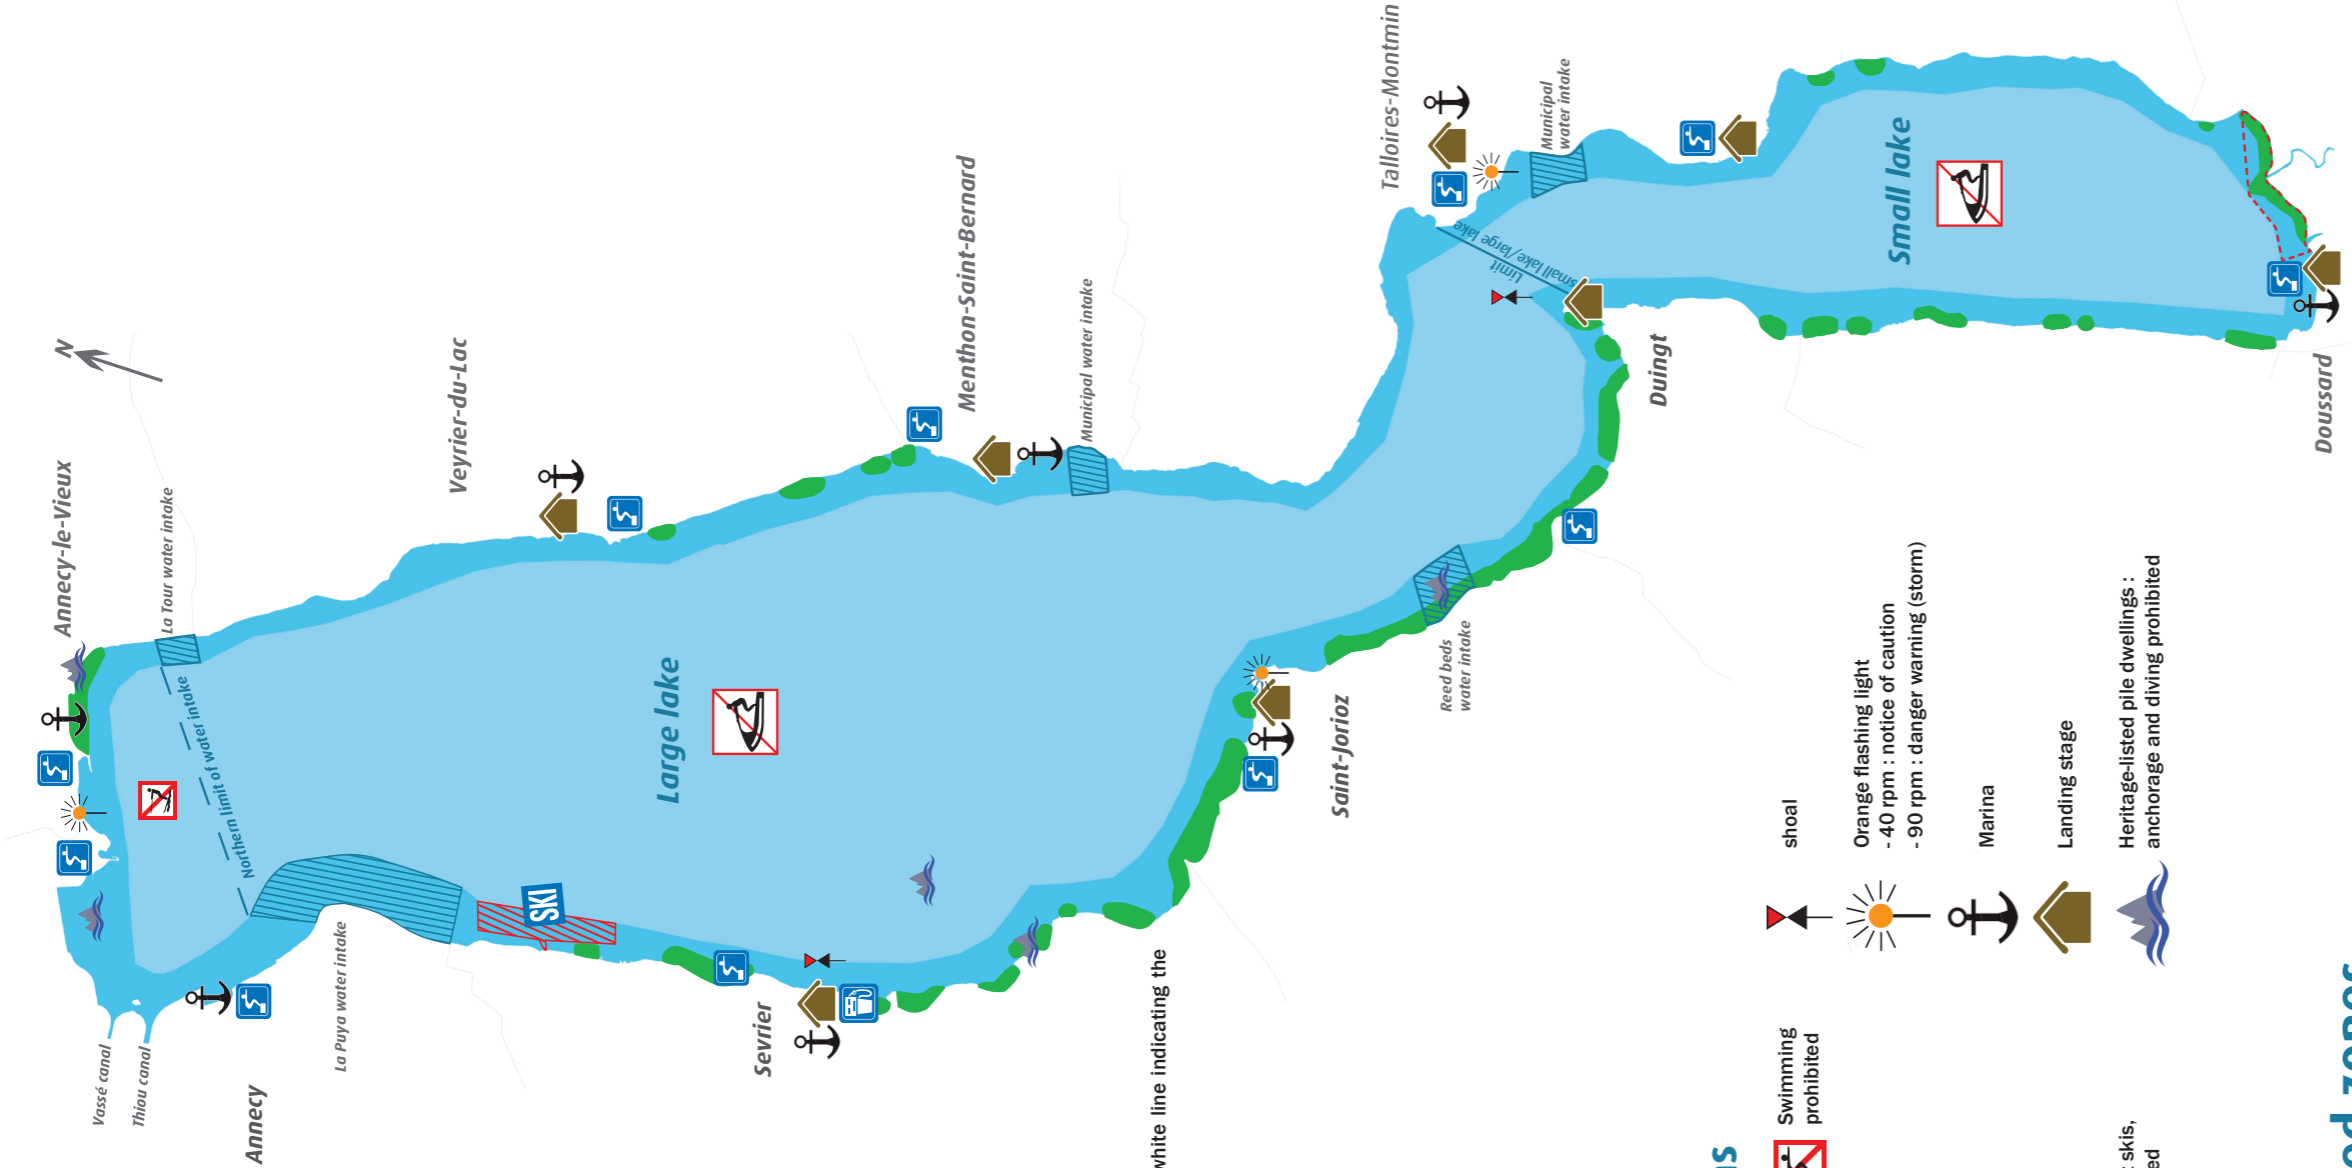 N
Annecy-le-Vieux
La Tour water intake
Northern limit of water intake
Vassé canal
Thiou canal
Annecy
La Puya water intake
Veyrier-du-Lac
SKI
Large lake
Sevrier
Menthon-Saint-Bernard
Municipal water intake
Saint-Jorioz
Reed beds
water intake
Talloires-Montmin
Municipal
water intake
Limit
small lake/large lake
Duingt
Small lake
Doussard
white line indicating the
Swimming
prohibited
skis,
shoal
Orange flashing light
- 40 rpm : notice of caution
- 90 rpm : danger warning (storm)
Marina
Landing stage
Heritage-listed pile dwellings :
anchorage and diving prohibited
zones